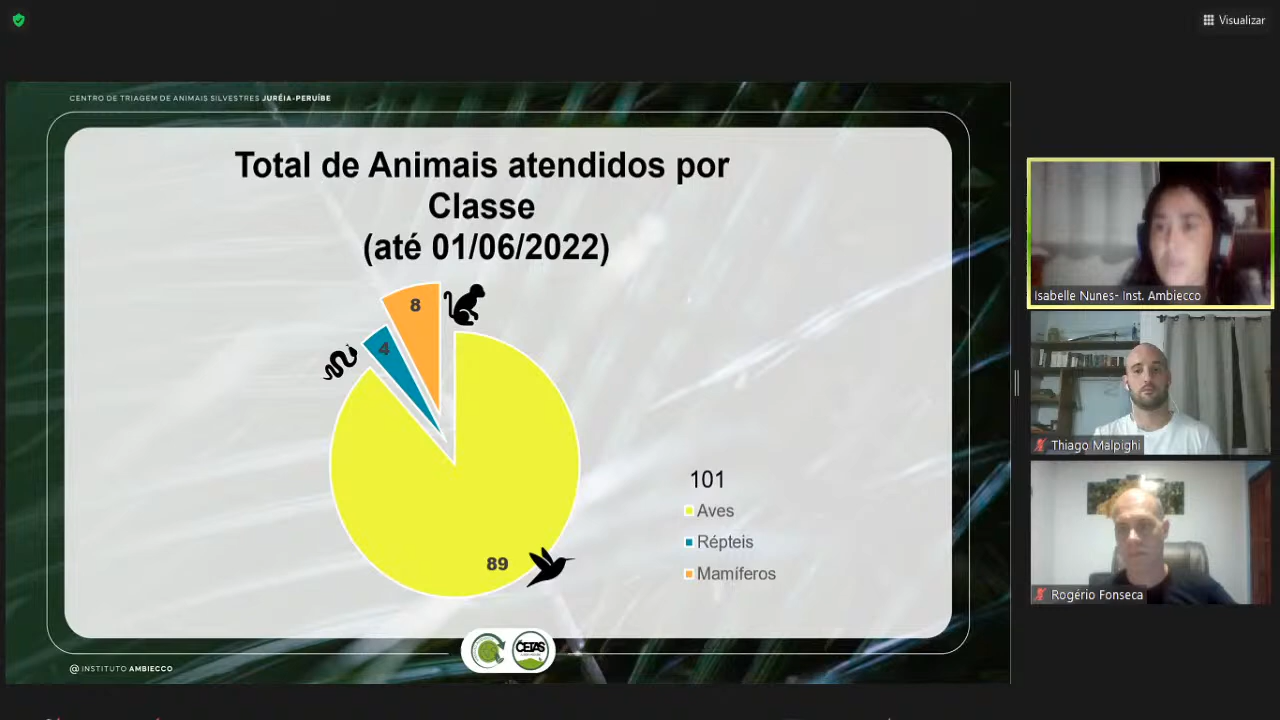 Visualizar
CENTRO DE TRIAGEM DE ANIMAIS SILVESTRES JURÉIA-PERUÍBE
Total de Animais atendidos por
Classe
(até 01/06/2022)
8
4
89
101
Aves
Répteis
Mamíferos
CETAS
@ INSTITUTO AMBIECCO
Isabelle Nunes- Inst. Ambiecco
Thiago Malpighi
Rogério Fonseca